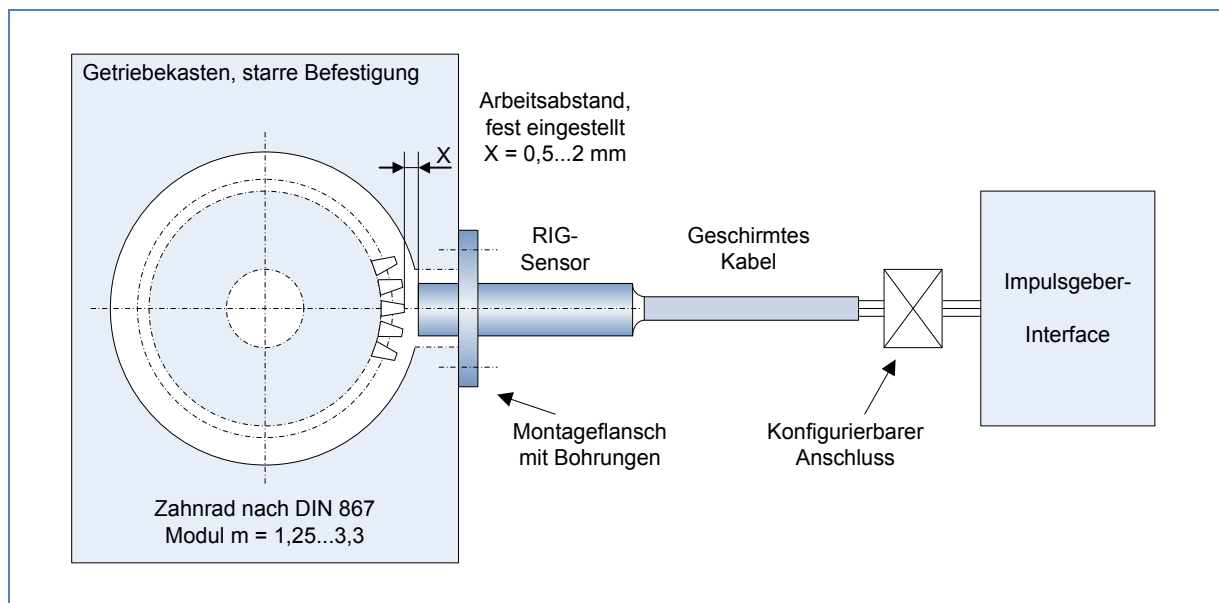 Getriebekasten, starre Befestigung
Arbeitsabstand,
fest eingestellt
X = 0,5...2 mm
X
RIG-
Sensor
Geschirmtes
Kabel
Impulsgeber-
Interface
Montageflansch
mit Bohrungen
Konfigurierbarer
Anschluss
Zahnrad nach DIN 867
Modul m = 1,25...3,3